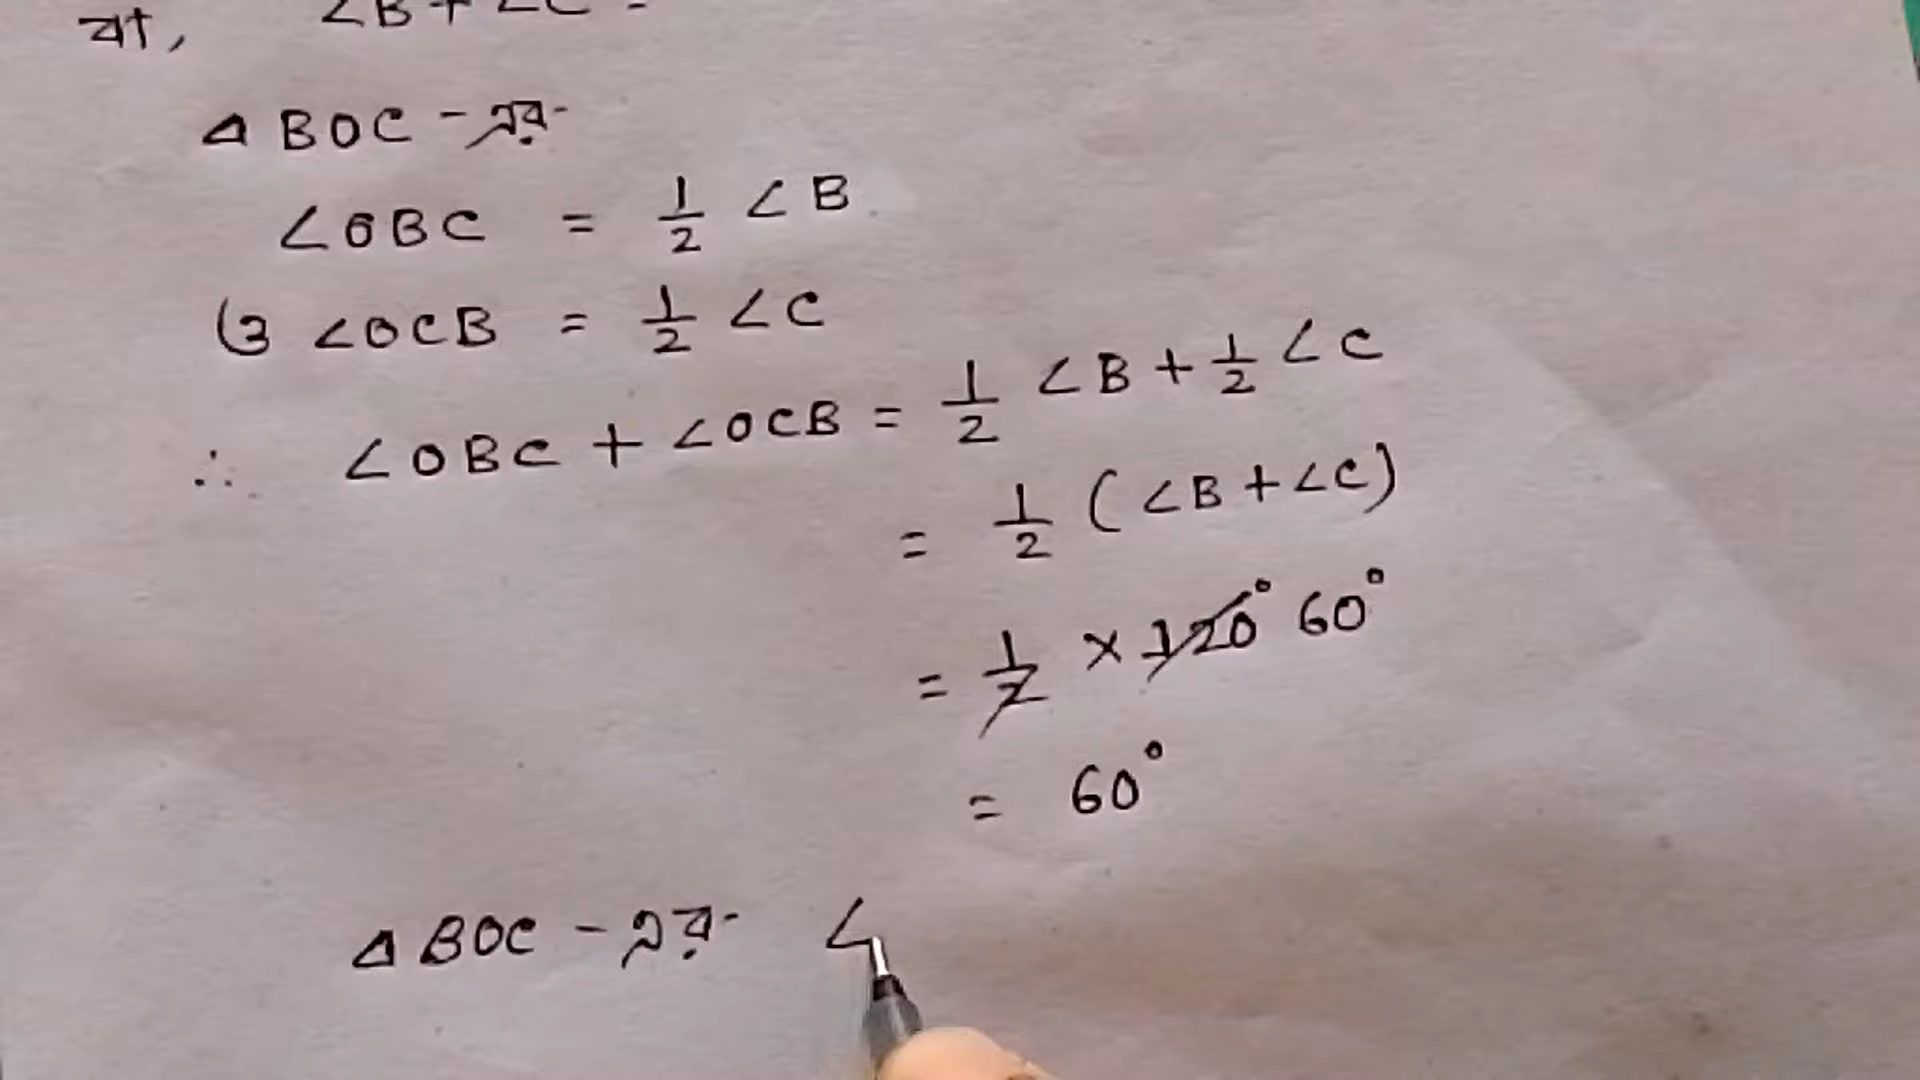 বা, ∠B + ∠C =
△BOC - এর
∠OBC = 1/2 ∠B
ও ∠OCB = 1/2 ∠C
∴ ∠OBC + ∠OCB = 1/2 ∠B + 1/2 ∠C
= 1/2 (∠B + ∠C)
= 1/2 × 120° 60°
= 60°
△BOC - এর ∠